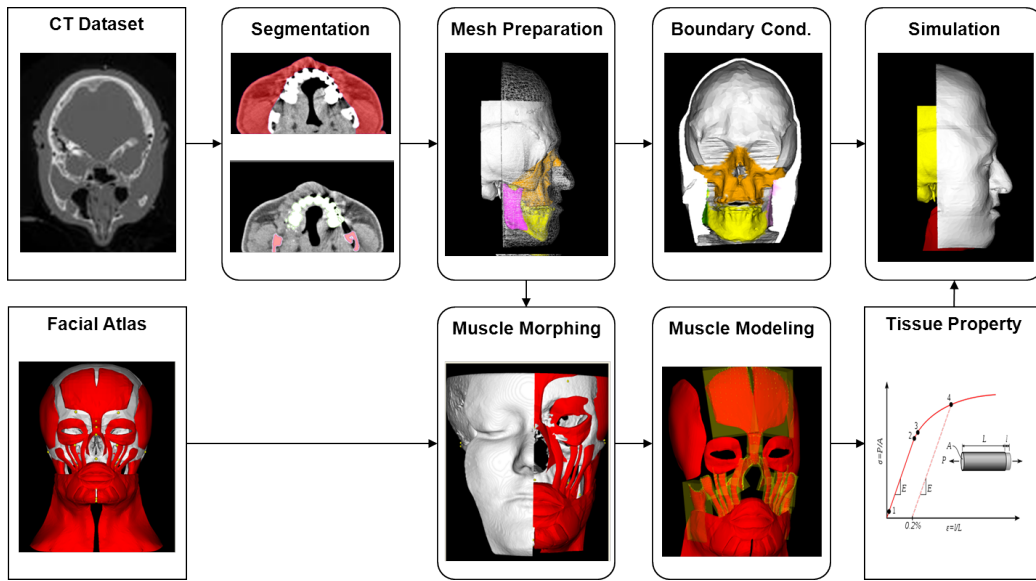 CT Dataset
Segmentation
Mesh Preparation
Boundary Cond.
Simulation
Facial Atlas
Muscle Morphing
Muscle Modeling
Tissue Property
4
3
2
L
l
A
P
σ=P/A
E
E
1
0.2%
ε=l/L